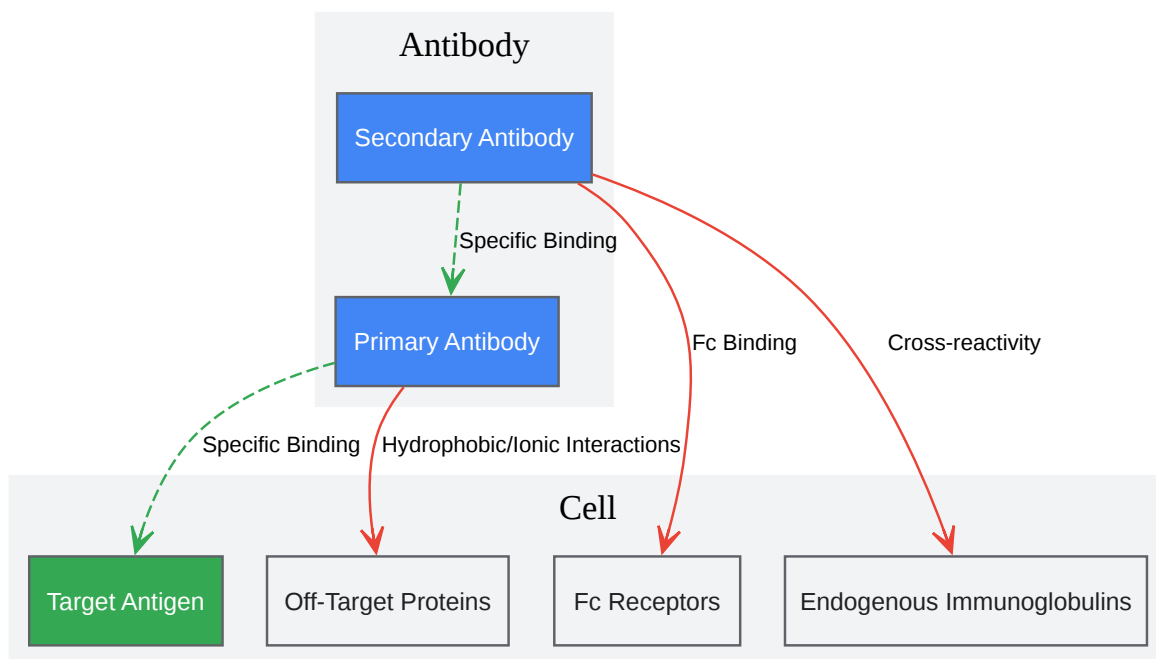 Antibody
Secondary Antibody
Specific Binding
Primary Antibody
Fc Binding
Cross-reactivity
Specific Binding
Hydrophobic/Ionic Interactions
Cell
Target Antigen
Off-Target Proteins
Fc Receptors
Endogenous Immunoglobulins